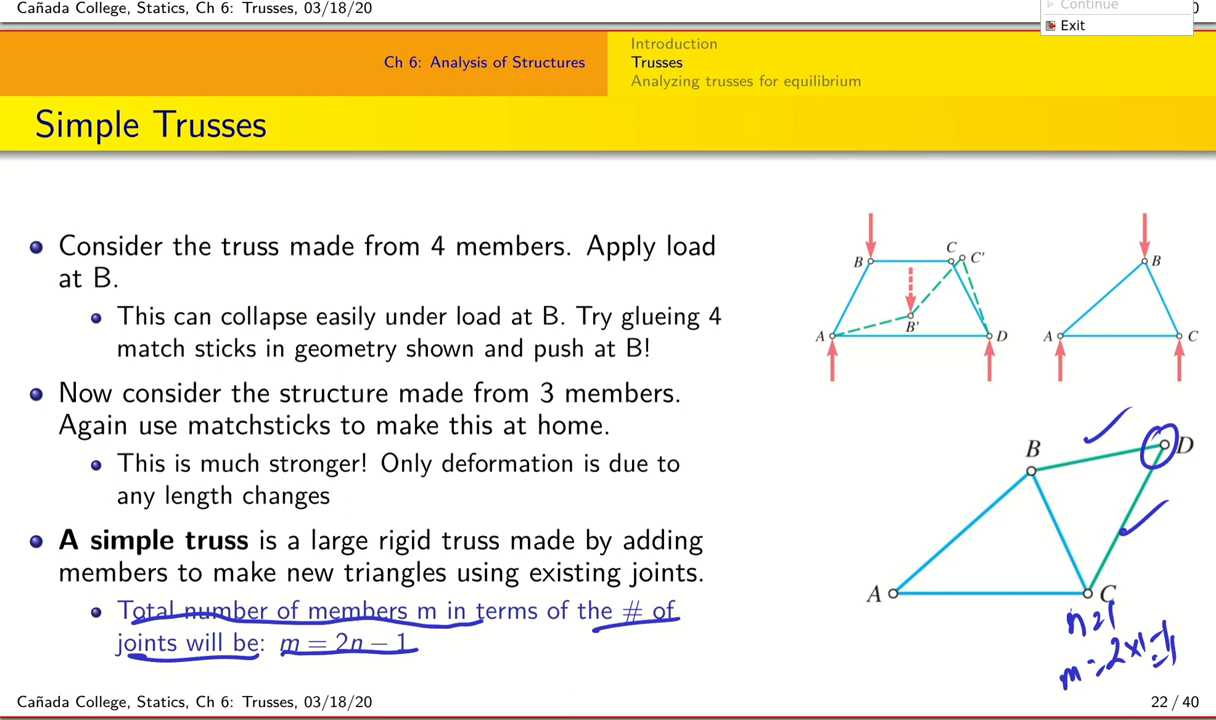 Cañada College, Statics, Ch 6: Trusses, 03/18/20
Continue
0
Exit
Ch 6: Analysis of Structures
Introduction
Trusses
Analyzing trusses for equilibrium
Simple Trusses
Consider the truss made from 4 members. Apply load
at B.
This can collapse easily under load at B. Try glueing 4
match sticks in geometry shown and push at B!
Now consider the structure made from 3 members.
Again use matchsticks to make this at home.
This is much stronger! Only deformation is due to
any length changes
A simple truss is a large rigid truss made by adding
members to make new triangles using existing joints.
Total number of members m in terms of the # of
joints will be: m = 2n − 1
B C C'
B'
A D
B
A C
B D
A C
n=1
m = 2×1-1
Cañada College, Statics, Ch 6: Trusses, 03/18/20
22 / 40